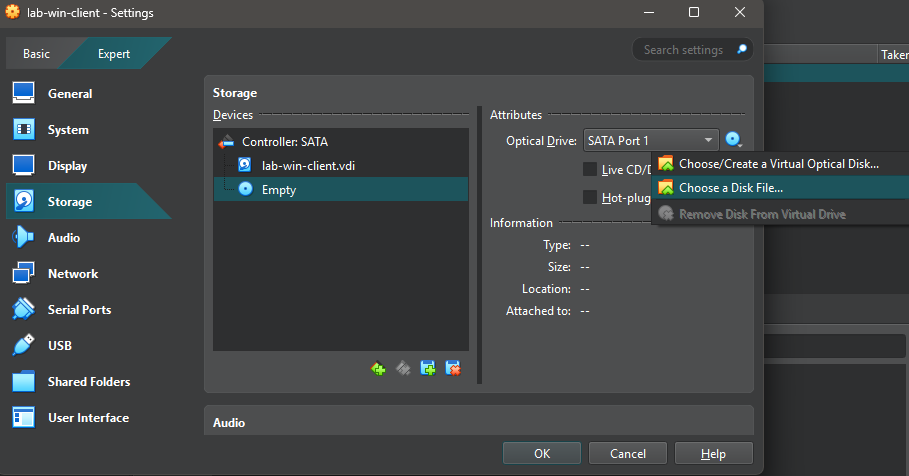 lab-win-client - Settings
Basic
Expert
Search settings
Taken
General
System
Display
Storage
Audio
Network
Serial Ports
USB
Shared Folders
User Interface
Storage
Devices
Controller: SATA
lab-win-client.vdi
Empty
Attributes
Optical Drive: SATA Port 1
Live CD/D
Hot-plug
Choose/Create a Virtual Optical Disk...
Choose a Disk File...
Remove Disk From Virtual Drive
Information
Type: --
Size: --
Location: --
Attached to: --
Audio
OK
Cancel
Help